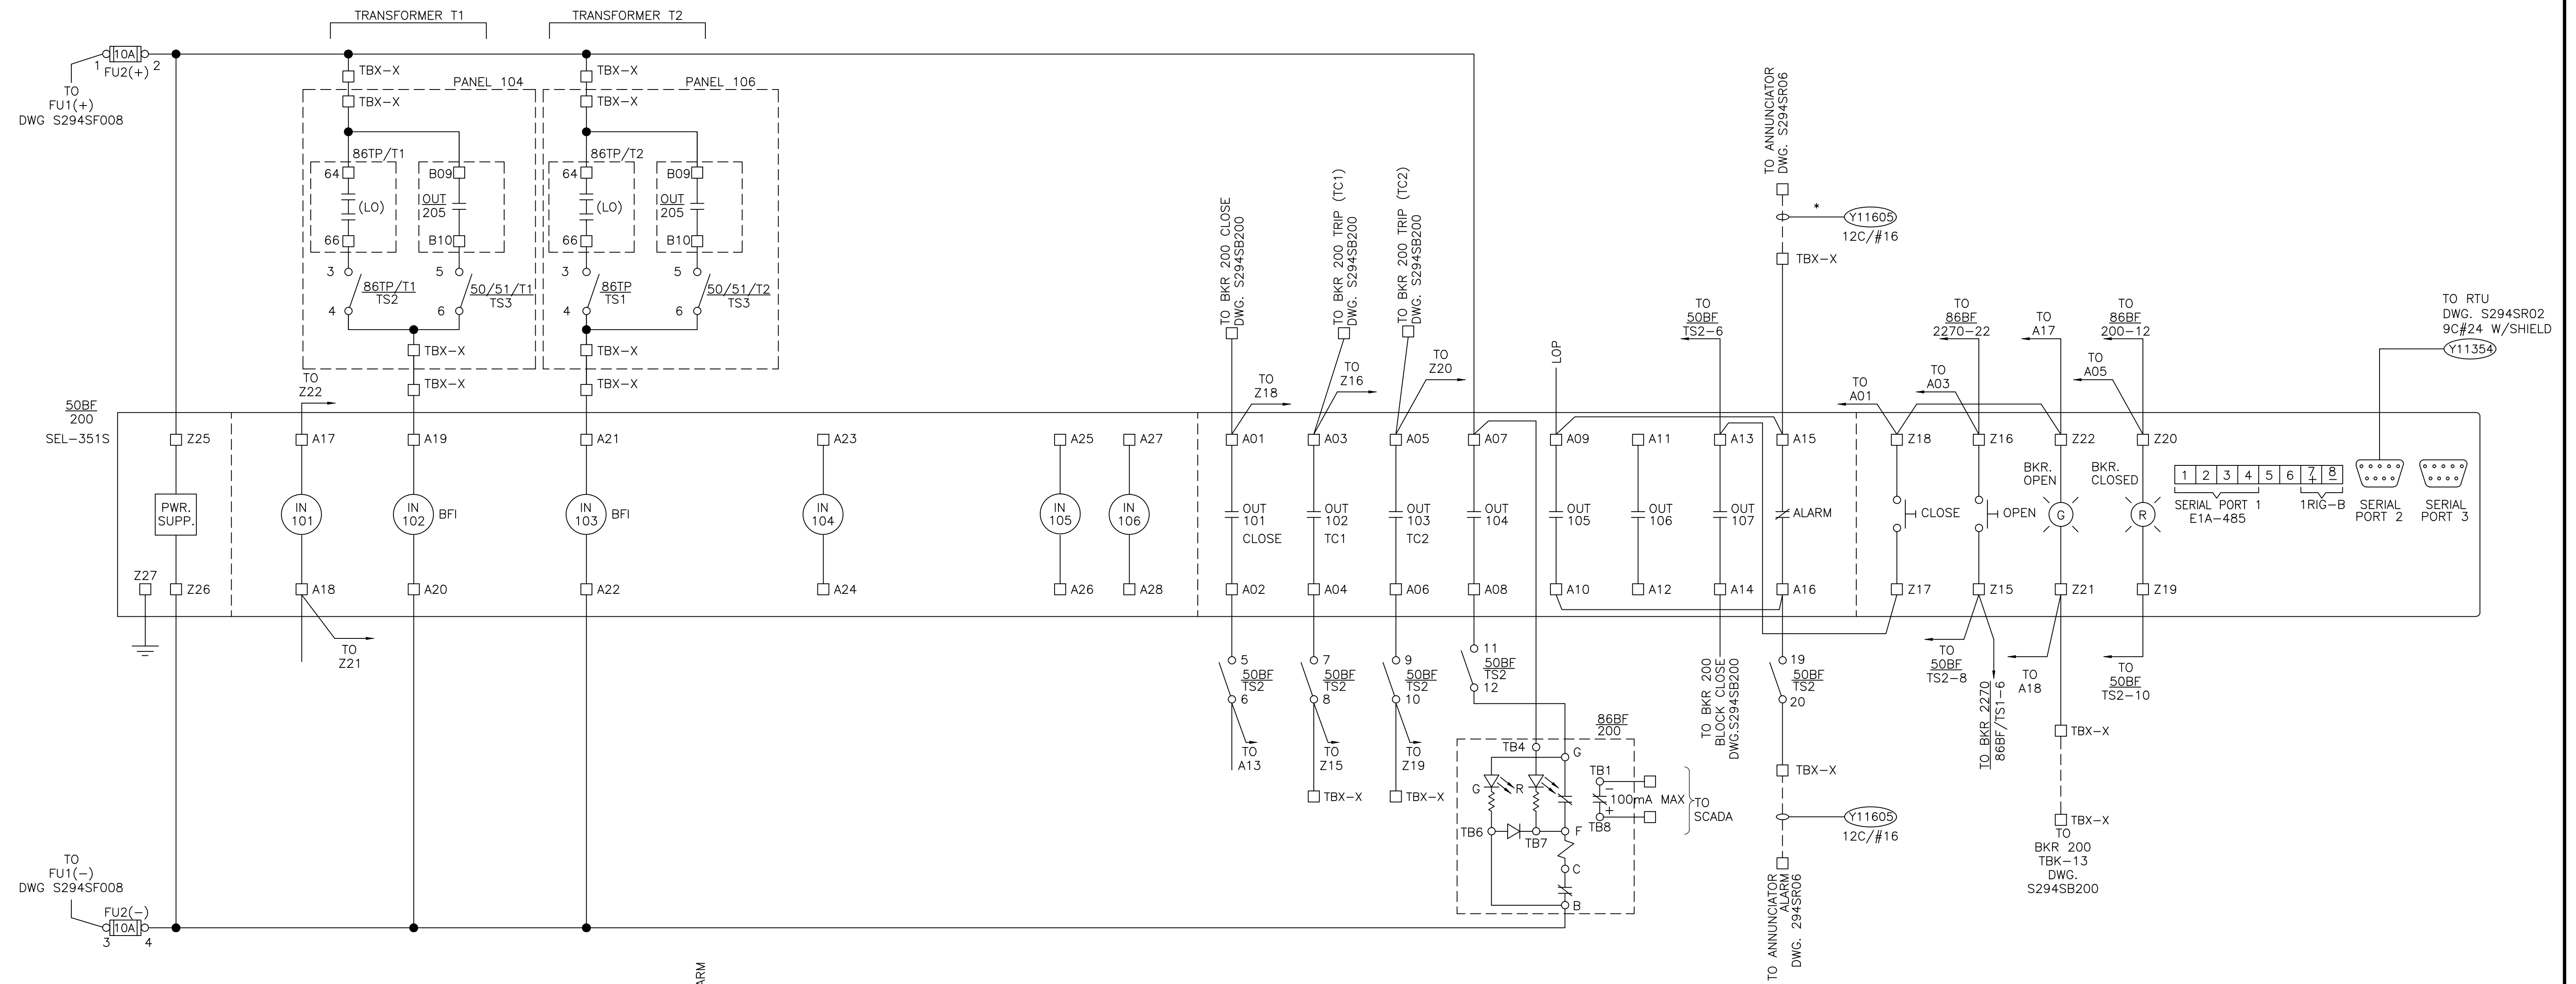 TRANSFORMER T1
TRANSFORMER T2
10A
1
2
FU2(+)
TO
FU1(+)
DWG S294SF008
TBX-X
TBX-X
PANEL 104
PANEL 106
TBX-X
TBX-X
86TP/T1
86TP/T2
64
B09
64
B09
(LO)
OUT
205
(LO)
OUT
205
66
B10
66
B10
3
5
3
5
86TP/T1
TS2
50/51/T1
TS3
86TP
TS1
50/51/T2
TS3
4
6
4
6
TBX-X
TBX-X
TBX-X
TBX-X
TO BKR 200 CLOSE
DWG. S294SB200
TO BKR 200 TRIP (TC1)
DWG. S294SB200
TO BKR 200 TRIP (TC2)
DWG. S294SB200
TO ANNUNCIATOR
DWG. S294SR06
*
Y11605
12C/#16
TBX-X
LOP
TO
50BF
TS2-6
TO
86BF
2270-22
TO
A17
TO
86BF
200-12
TO RTU
DWG. S294SR02
9C#24 W/SHIELD
Y11354
TO
Z22
TO
Z18
TO
Z16
TO
Z20
TO
A01
TO
A03
TO
A05
50BF
200
SEL-351S
Z25
A17
A19
A21
A23
A25
A27
A01
A03
A05
A07
A09
A11
A13
A15
Z18
Z16
Z22
Z20
PWR.
SUPP.
IN
101
IN
102
BFI
IN
103
BFI
IN
104
IN
105
IN
106
OUT
101
CLOSE
OUT
102
TC1
OUT
103
TC2
OUT
104
OUT
105
OUT
106
OUT
107
ALARM
CLOSE
OPEN
BKR.
OPEN
G
BKR.
CLOSED
R
1 2 3 4 5 6 7 8
+ −
SERIAL PORT 1
E1A-485
1RIG-B
SERIAL
PORT 2
SERIAL
PORT 3
Z27
Z26
A18
A20
A22
A24
A26
A28
A02
A04
A06
A08
A10
A12
A14
A16
Z17
Z15
Z21
Z19
TO
Z21
5
50BF
TS2
6
TO
A13
7
50BF
TS2
8
TO
Z15
TBX-X
9
50BF
TS2
10
TO
Z19
TBX-X
11
50BF
TS2
12
86BF
200
TB4
G
TB1
−
100mA MAX
+
TB8
TO
SCADA
G
R
TB6
TB7
F
C
B
TO BKR 200
BLOCK CLOSE
DWG.S294SB200
19
50BF
TS2
20
TBX-X
Y11605
12C/#16
TO ANNUNCIATOR
ALARM
DWG. 294SR06
TO
50BF
TS2-8
TO BKR 2270
86BF/TS1-6
TO
A18
TO
50BF
TS2-10
TBX-X
TBX-X
TO
BKR 200
TBK-13
DWG.
S294SB200
TO
FU1(-)
DWG S294SF008
FU2(-)
10A
3
4
ARM